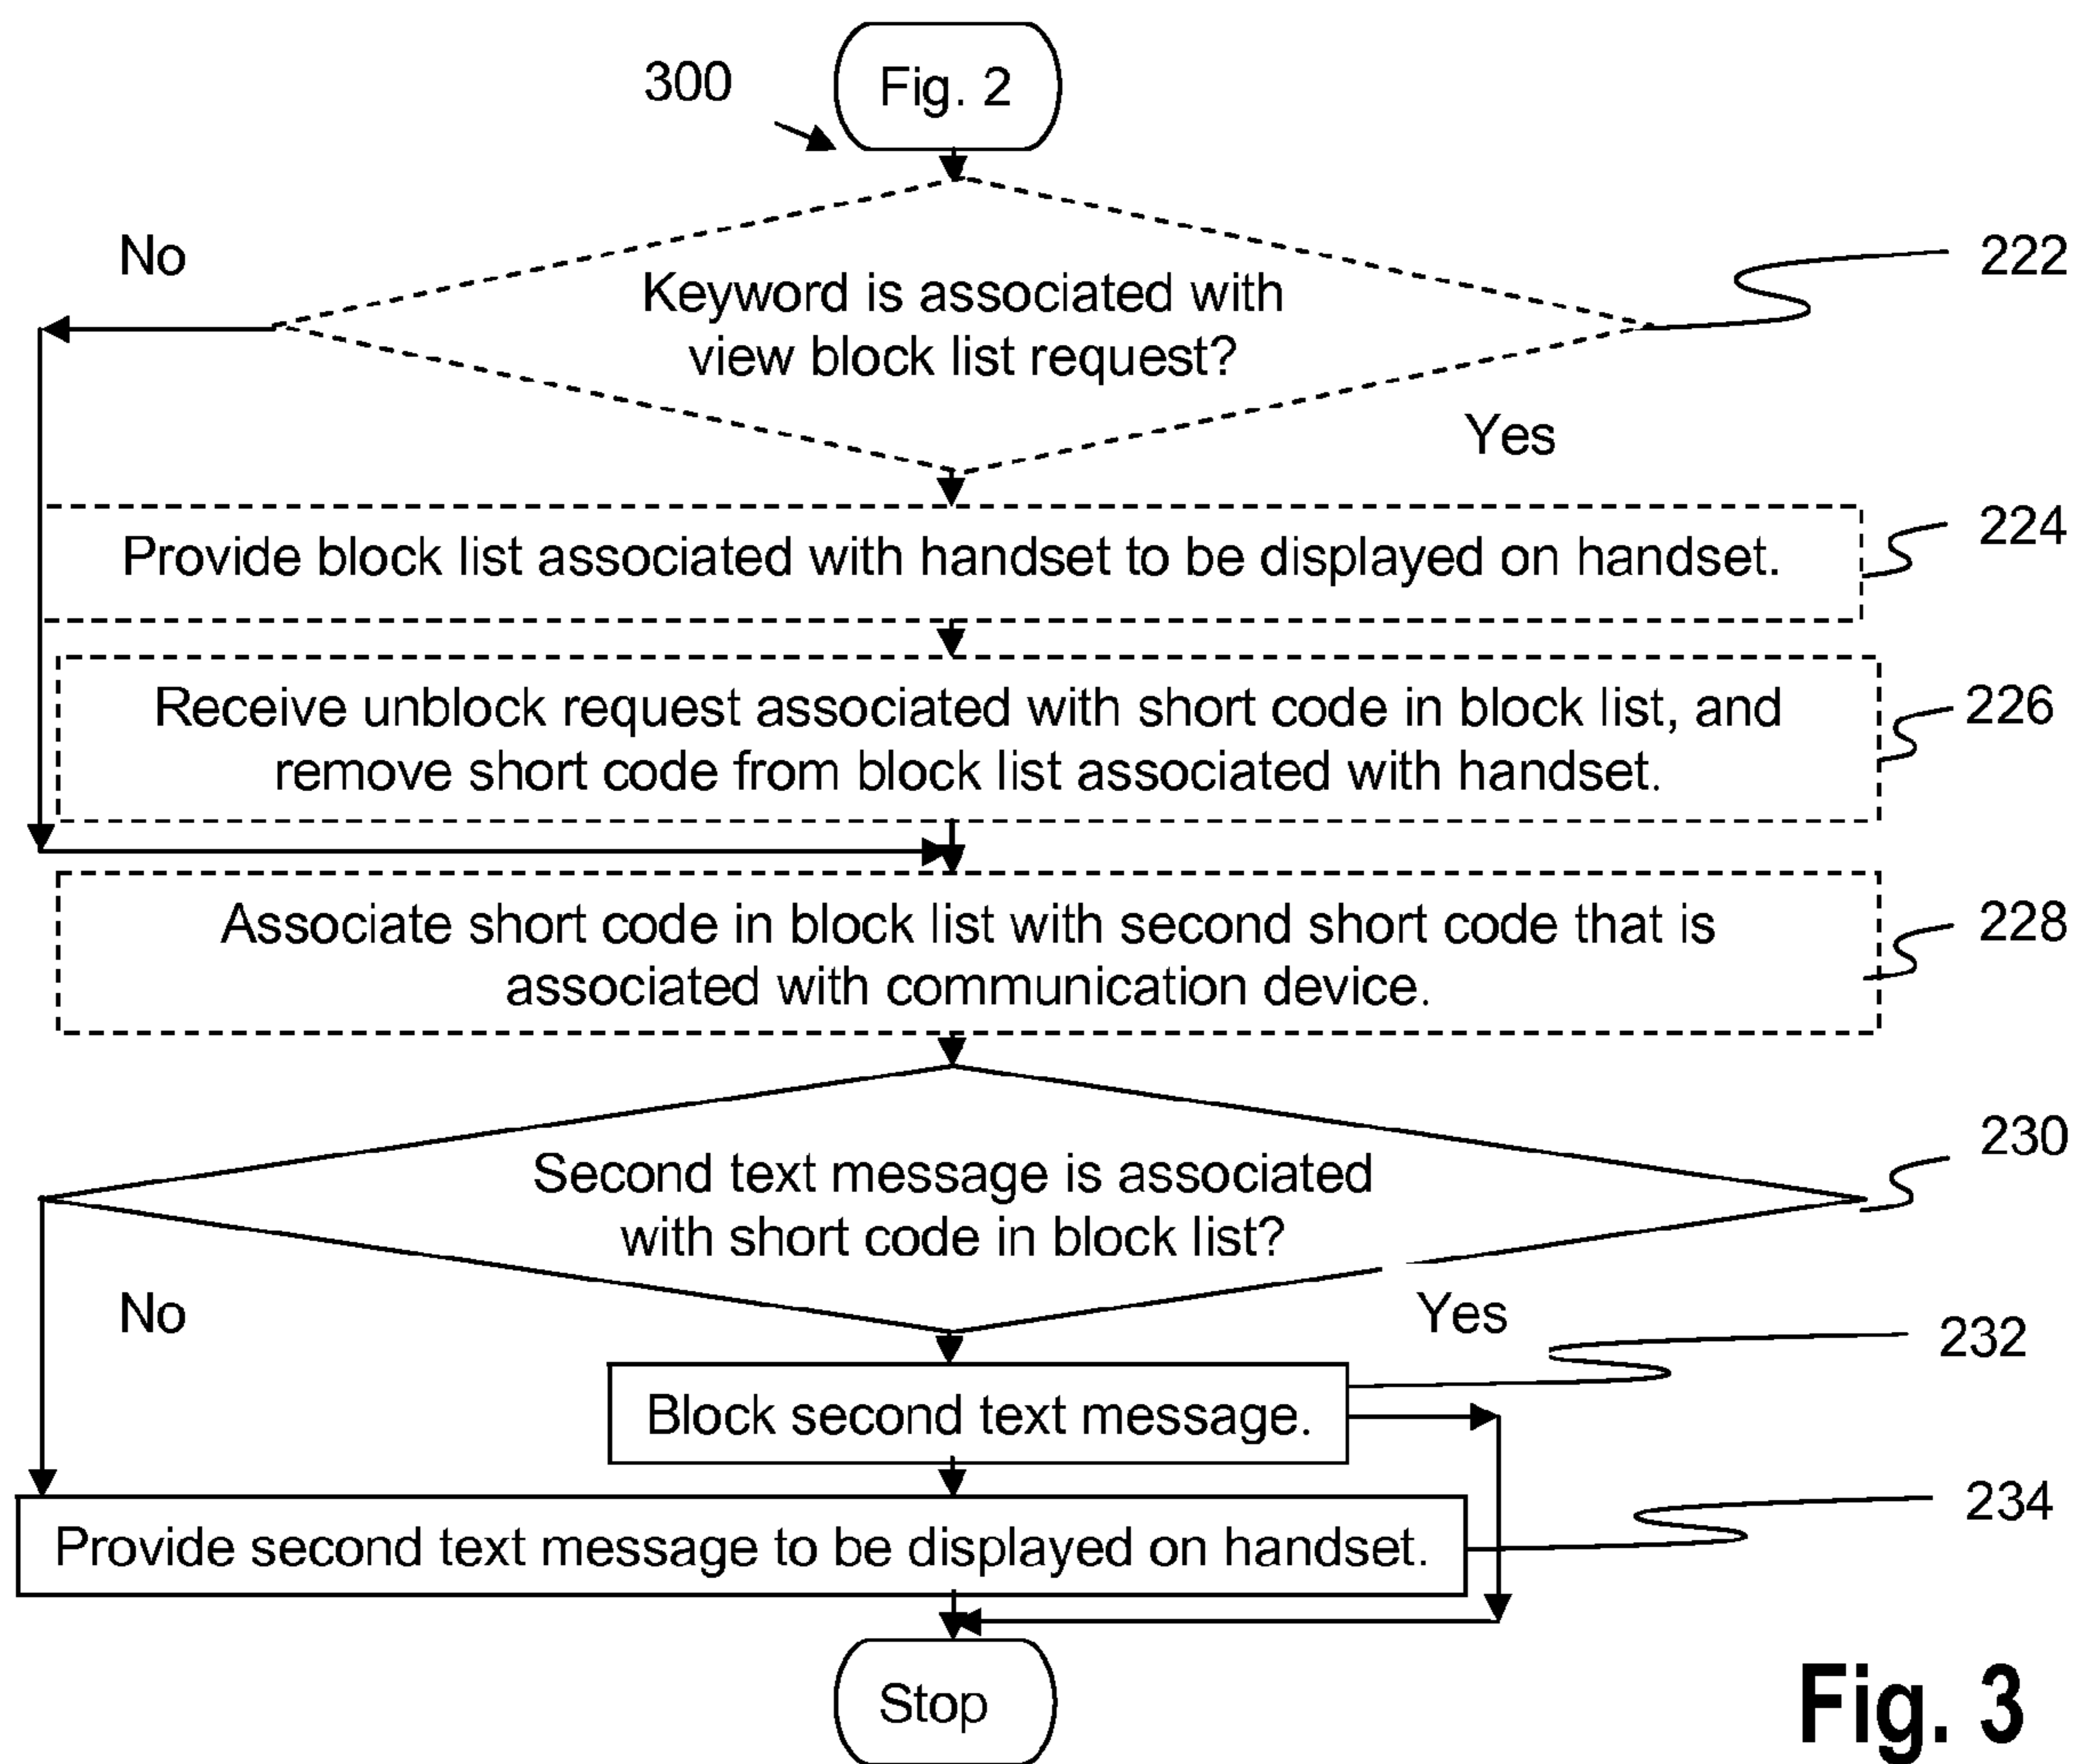 300
Fig. 2
No
222
Keyword is associated with
view block list request?
Yes
224
Provide block list associated with handset to be displayed on handset.
226
Receive unblock request associated with short code in block list, and
remove short code from block list associated with handset.
228
Associate short code in block list with second short code that is
associated with communication device.
230
Second text message is associated
with short code in block list?
No
Yes
232
Block second text message.
234
Provide second text message to be displayed on handset.
Stop
Fig. 3